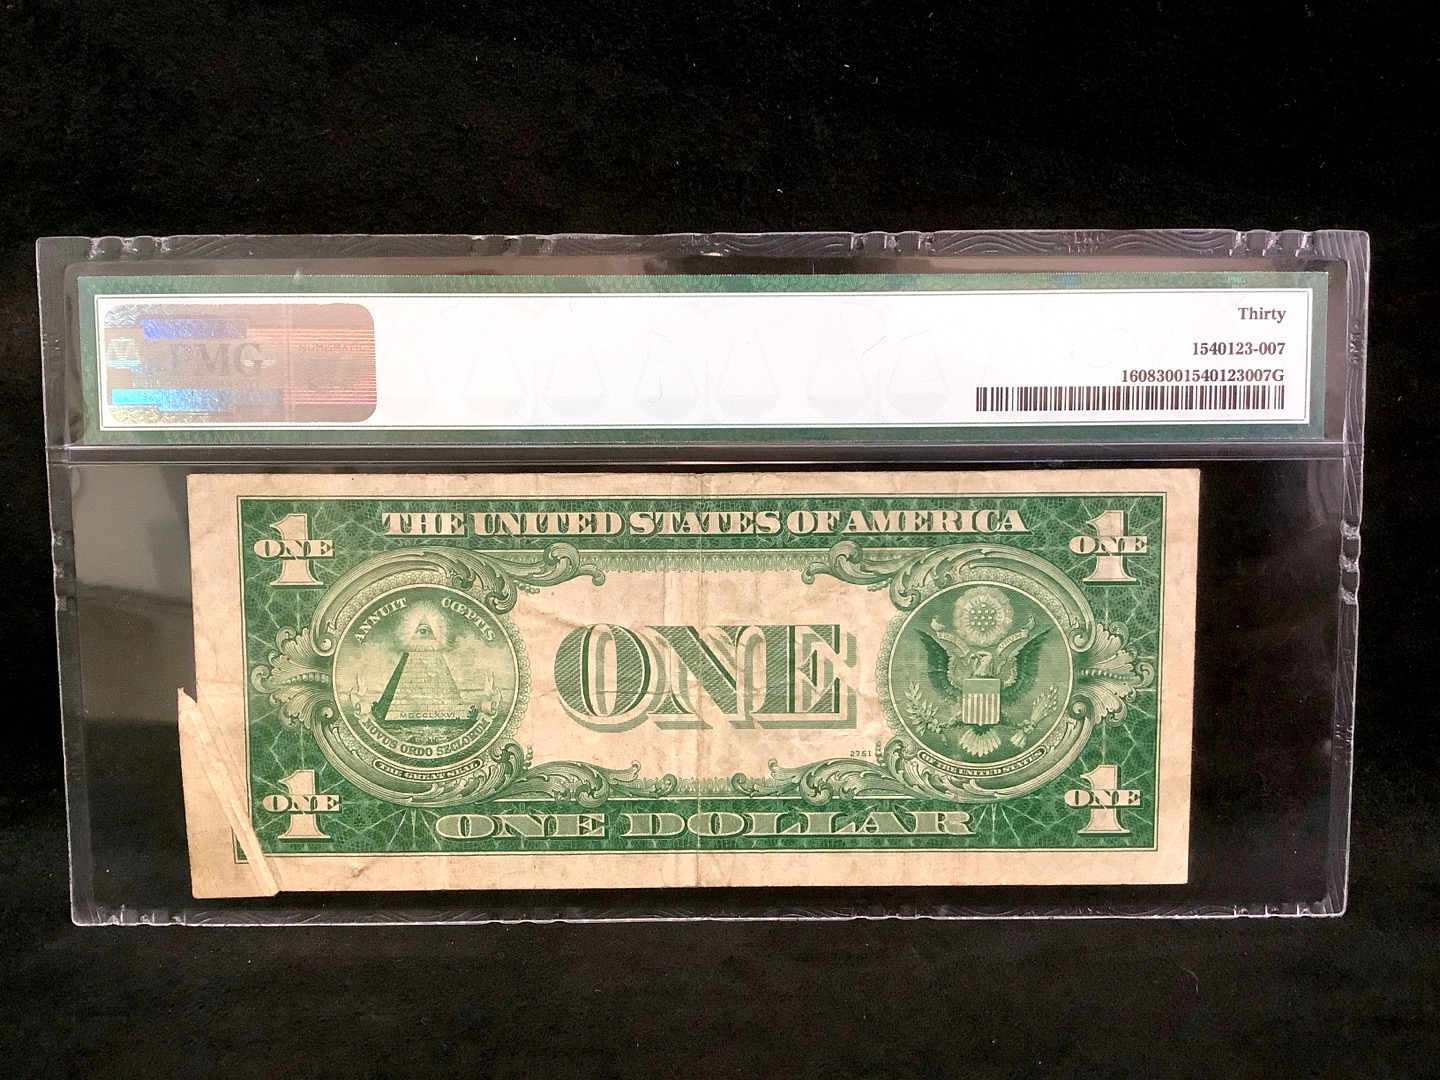 Thirty
1540123-007
16083001540123007G
PMG
THE UNITED STATES OF AMERICA
1 ONE
1 ONE
ANNUIT CŒPTIS
MDCCLXXVI
NOVUS ORDO SECLORUM
THE GREAT SEAL
ONE
2751
OF THE UNITED STATES
1 ONE
1 ONE
ONE DOLLAR